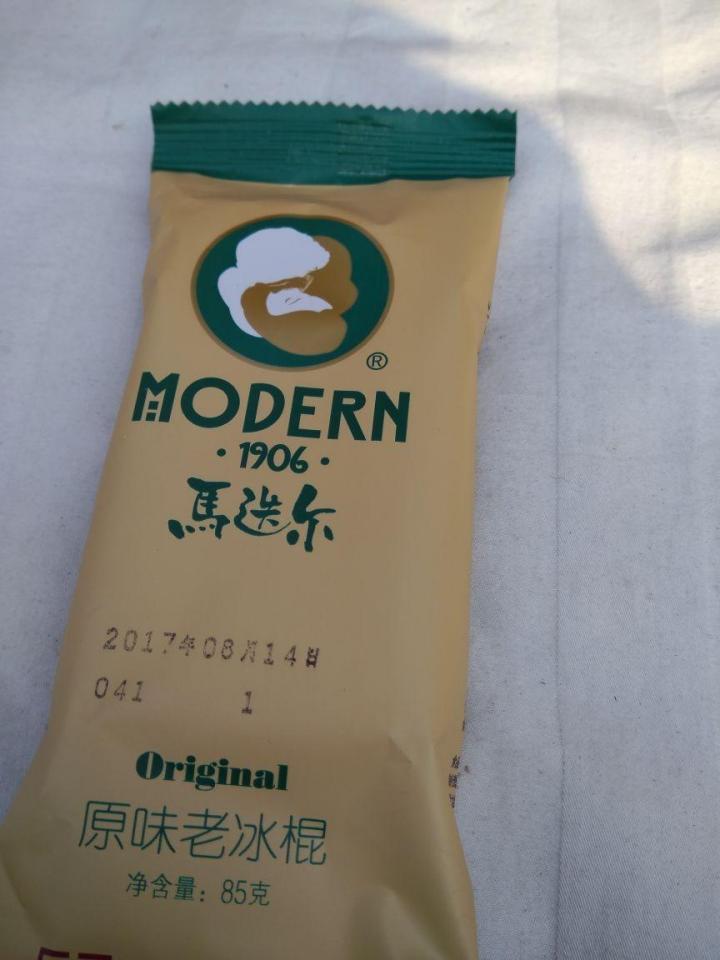 ®
MODERN
·1906·
馬迭尔
2017年08月14日
041 1
Original
原味老冰棍
净含量：85克